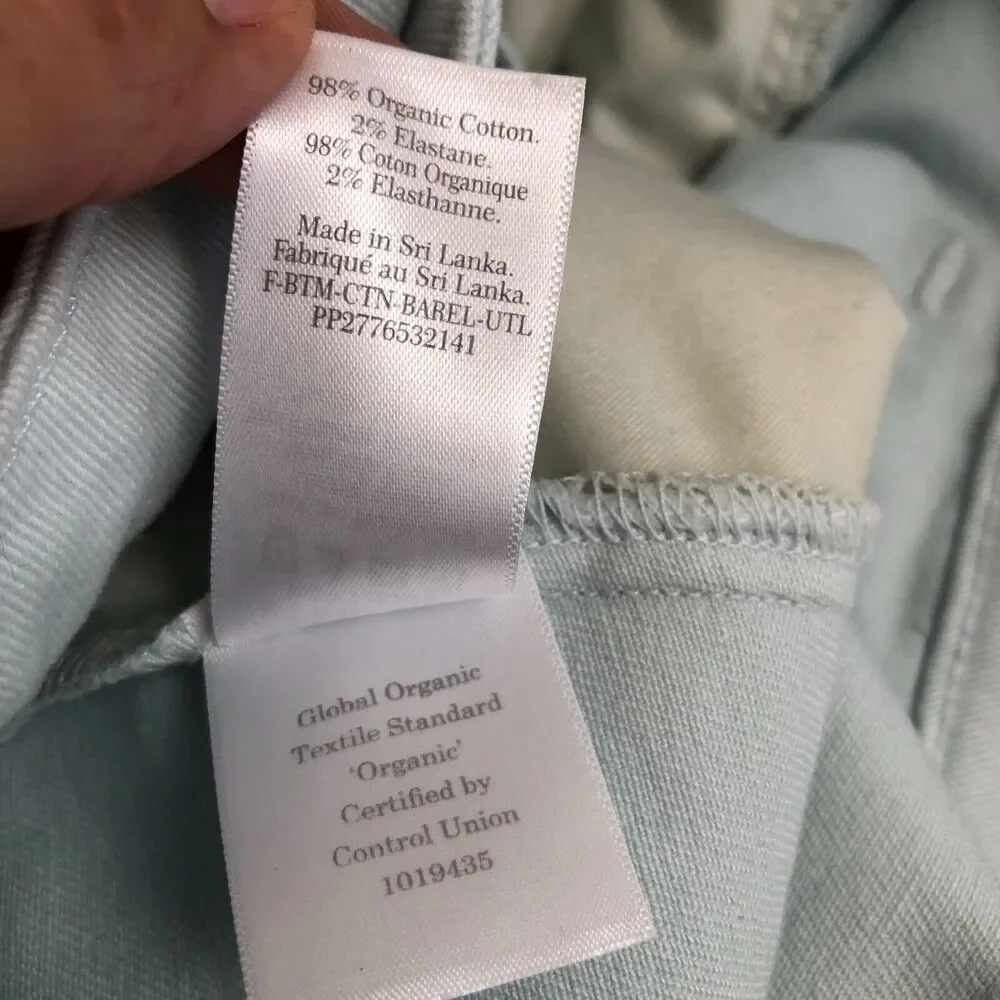 98% Organic Cotton.
2% Elastane.
98% Coton Organique
2% Elasthanne.
Made in Sri Lanka.
Fabriqué au Sri Lanka.
F-BTM-CTN-BAREL-UTL
PP2776532141
Global Organic
Textile Standard
‘Organic’
Certified by
Control Union
1019435